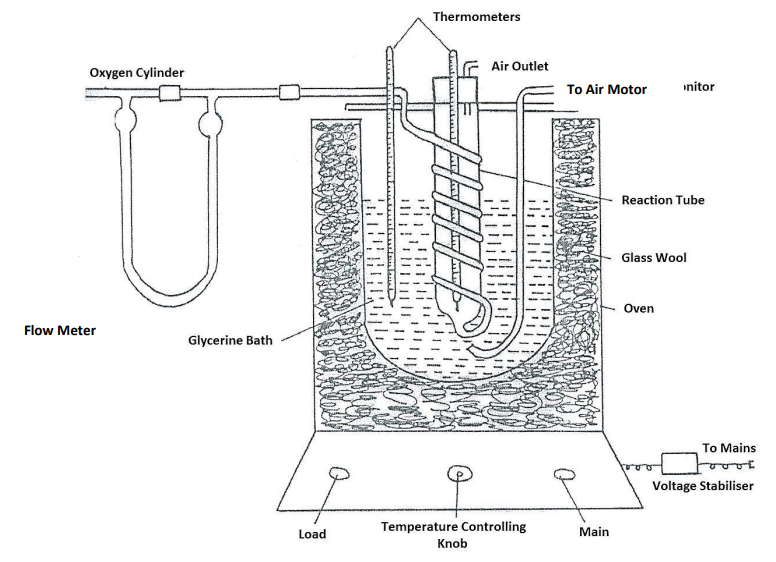 Thermometers
Oxygen Cylinder
Air Outlet
To Air Motor
nitor
Reaction Tube
Glass Wool
Oven
Flow Meter
Glycerine Bath
To Mains
Voltage Stabiliser
Load
Temperature Controlling
Knob
Main